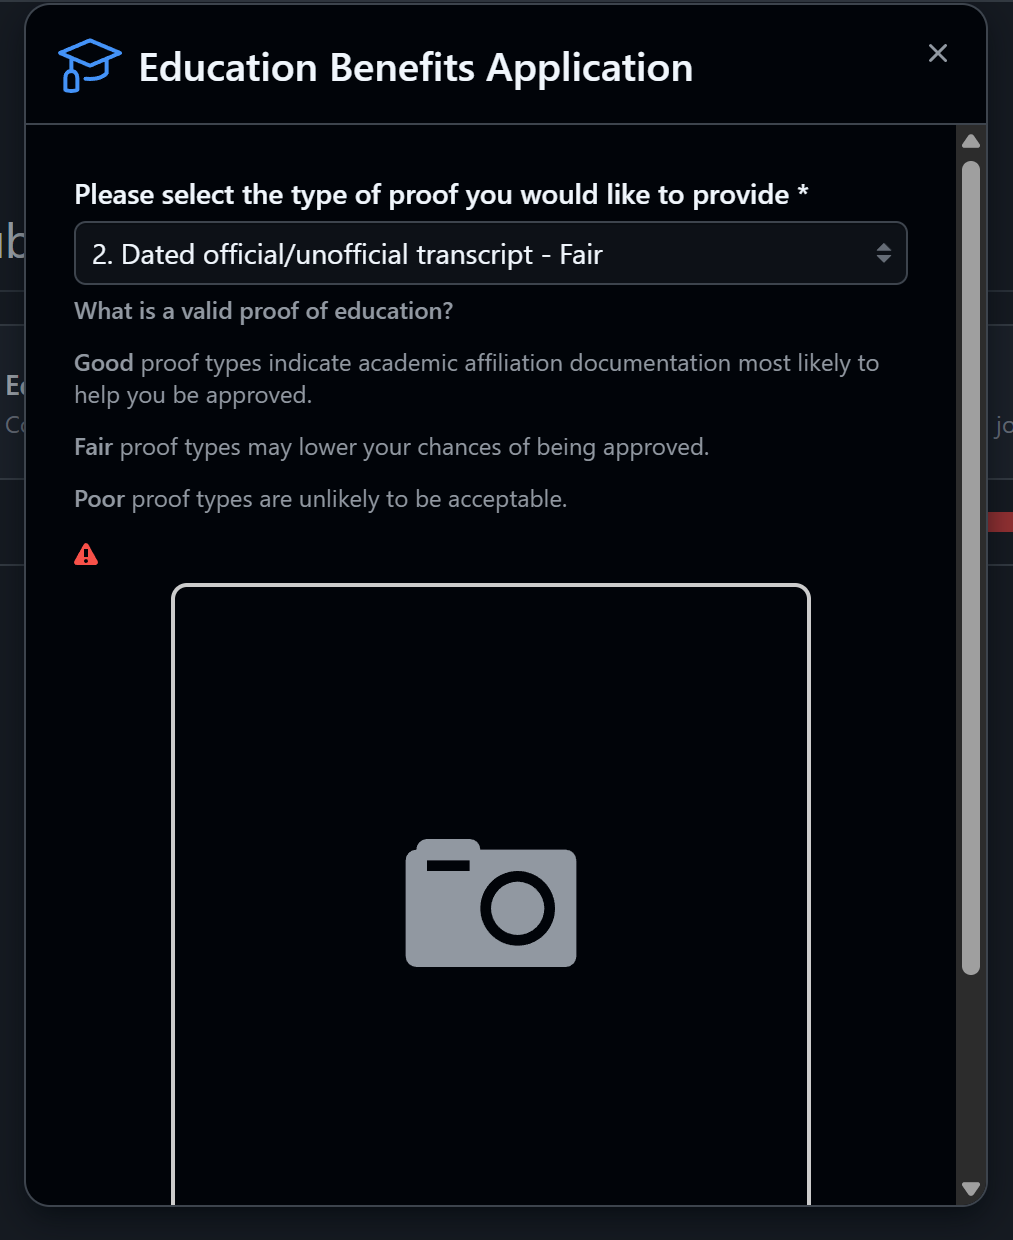 Education Benefits Application
Please select the type of proof you would like to provide *
2. Dated official/unofficial transcript - Fair
What is a valid proof of education?
Good proof types indicate academic affiliation documentation most likely to
help you be approved.
Fair proof types may lower your chances of being approved.
Poor proof types are unlikely to be acceptable.